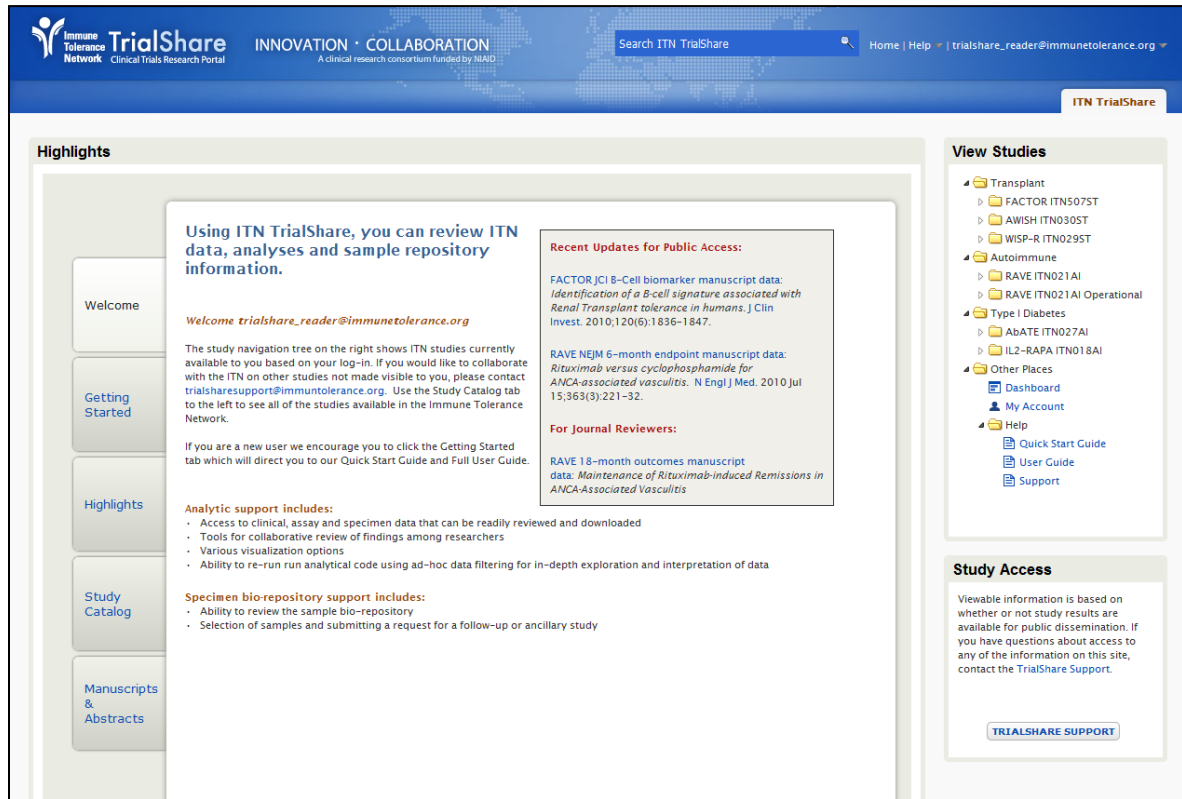 Immune
Tolerance
Network
TrialShare
Clinical Trials Research Portal
INNOVATION · COLLABORATION
A clinical research consortium funded by NIAID
Search ITN TrialShare
Home | Help | trialshare_reader@immunetolerance.org
ITN TrialShare
Highlights
Welcome
Getting
Started
Highlights
Study
Catalog
Manuscripts
&
Abstracts
Using ITN TrialShare, you can review ITN
data, analyses and sample repository
information.
Welcome trialshare_reader@immunetolerance.org
The study navigation tree on the right shows ITN studies currently
available to you based on your log-in. If you would like to collaborate
with the ITN on other studies not made visible to you, please contact
trialsharesupport@immuntolerance.org. Use the Study Catalog tab
to the left to see all of the studies available in the Immune Tolerance
Network.
If you are a new user we encourage you to click the Getting Started
tab which will direct you to our Quick Start Guide and Full User Guide.
Recent Updates for Public Access:
FACTOR JCI B-Cell biomarker manuscript data:
Identification of a B-cell signature associated with
Renal Transplant tolerance in humans. J Clin
Invest. 2010;120(6):1836-1847.
RAVE NEJM 6-month endpoint manuscript data:
Rituximab versus cyclophosphamide for
ANCA-associated vasculitis. N Engl J Med. 2010 Jul
15;363(3):221-32.
For Journal Reviewers:
RAVE 18-month outcomes manuscript
data: Maintenance of Rituximab-induced Remissions in
ANCA-Associated Vasculitis
Analytic support includes:
· Access to clinical, assay and specimen data that can be readily reviewed and downloaded
· Tools for collaborative review of findings among researchers
· Various visualization options
· Ability to re-run run analytical code using ad-hoc data filtering for in-depth exploration and interpretation of data
Specimen bio-repository support includes:
· Ability to review the sample bio-repository
· Selection of samples and submitting a request for a follow-up or ancillary study
View Studies
Transplant
FACTOR ITN507ST
AWISH ITN030ST
WISP-R ITN029ST
Autoimmune
RAVE ITN021AI
RAVE ITN021AI Operational
Type I Diabetes
AbATE ITN027AI
IL2-RAPA ITN018AI
Other Places
Dashboard
My Account
Help
Quick Start Guide
User Guide
Support
Study Access
Viewable information is based on
whether or not study results are
available for public dissemination. If
you have questions about access to
any of the information on this site,
contact the TrialShare Support.
TRIALSHARE SUPPORT